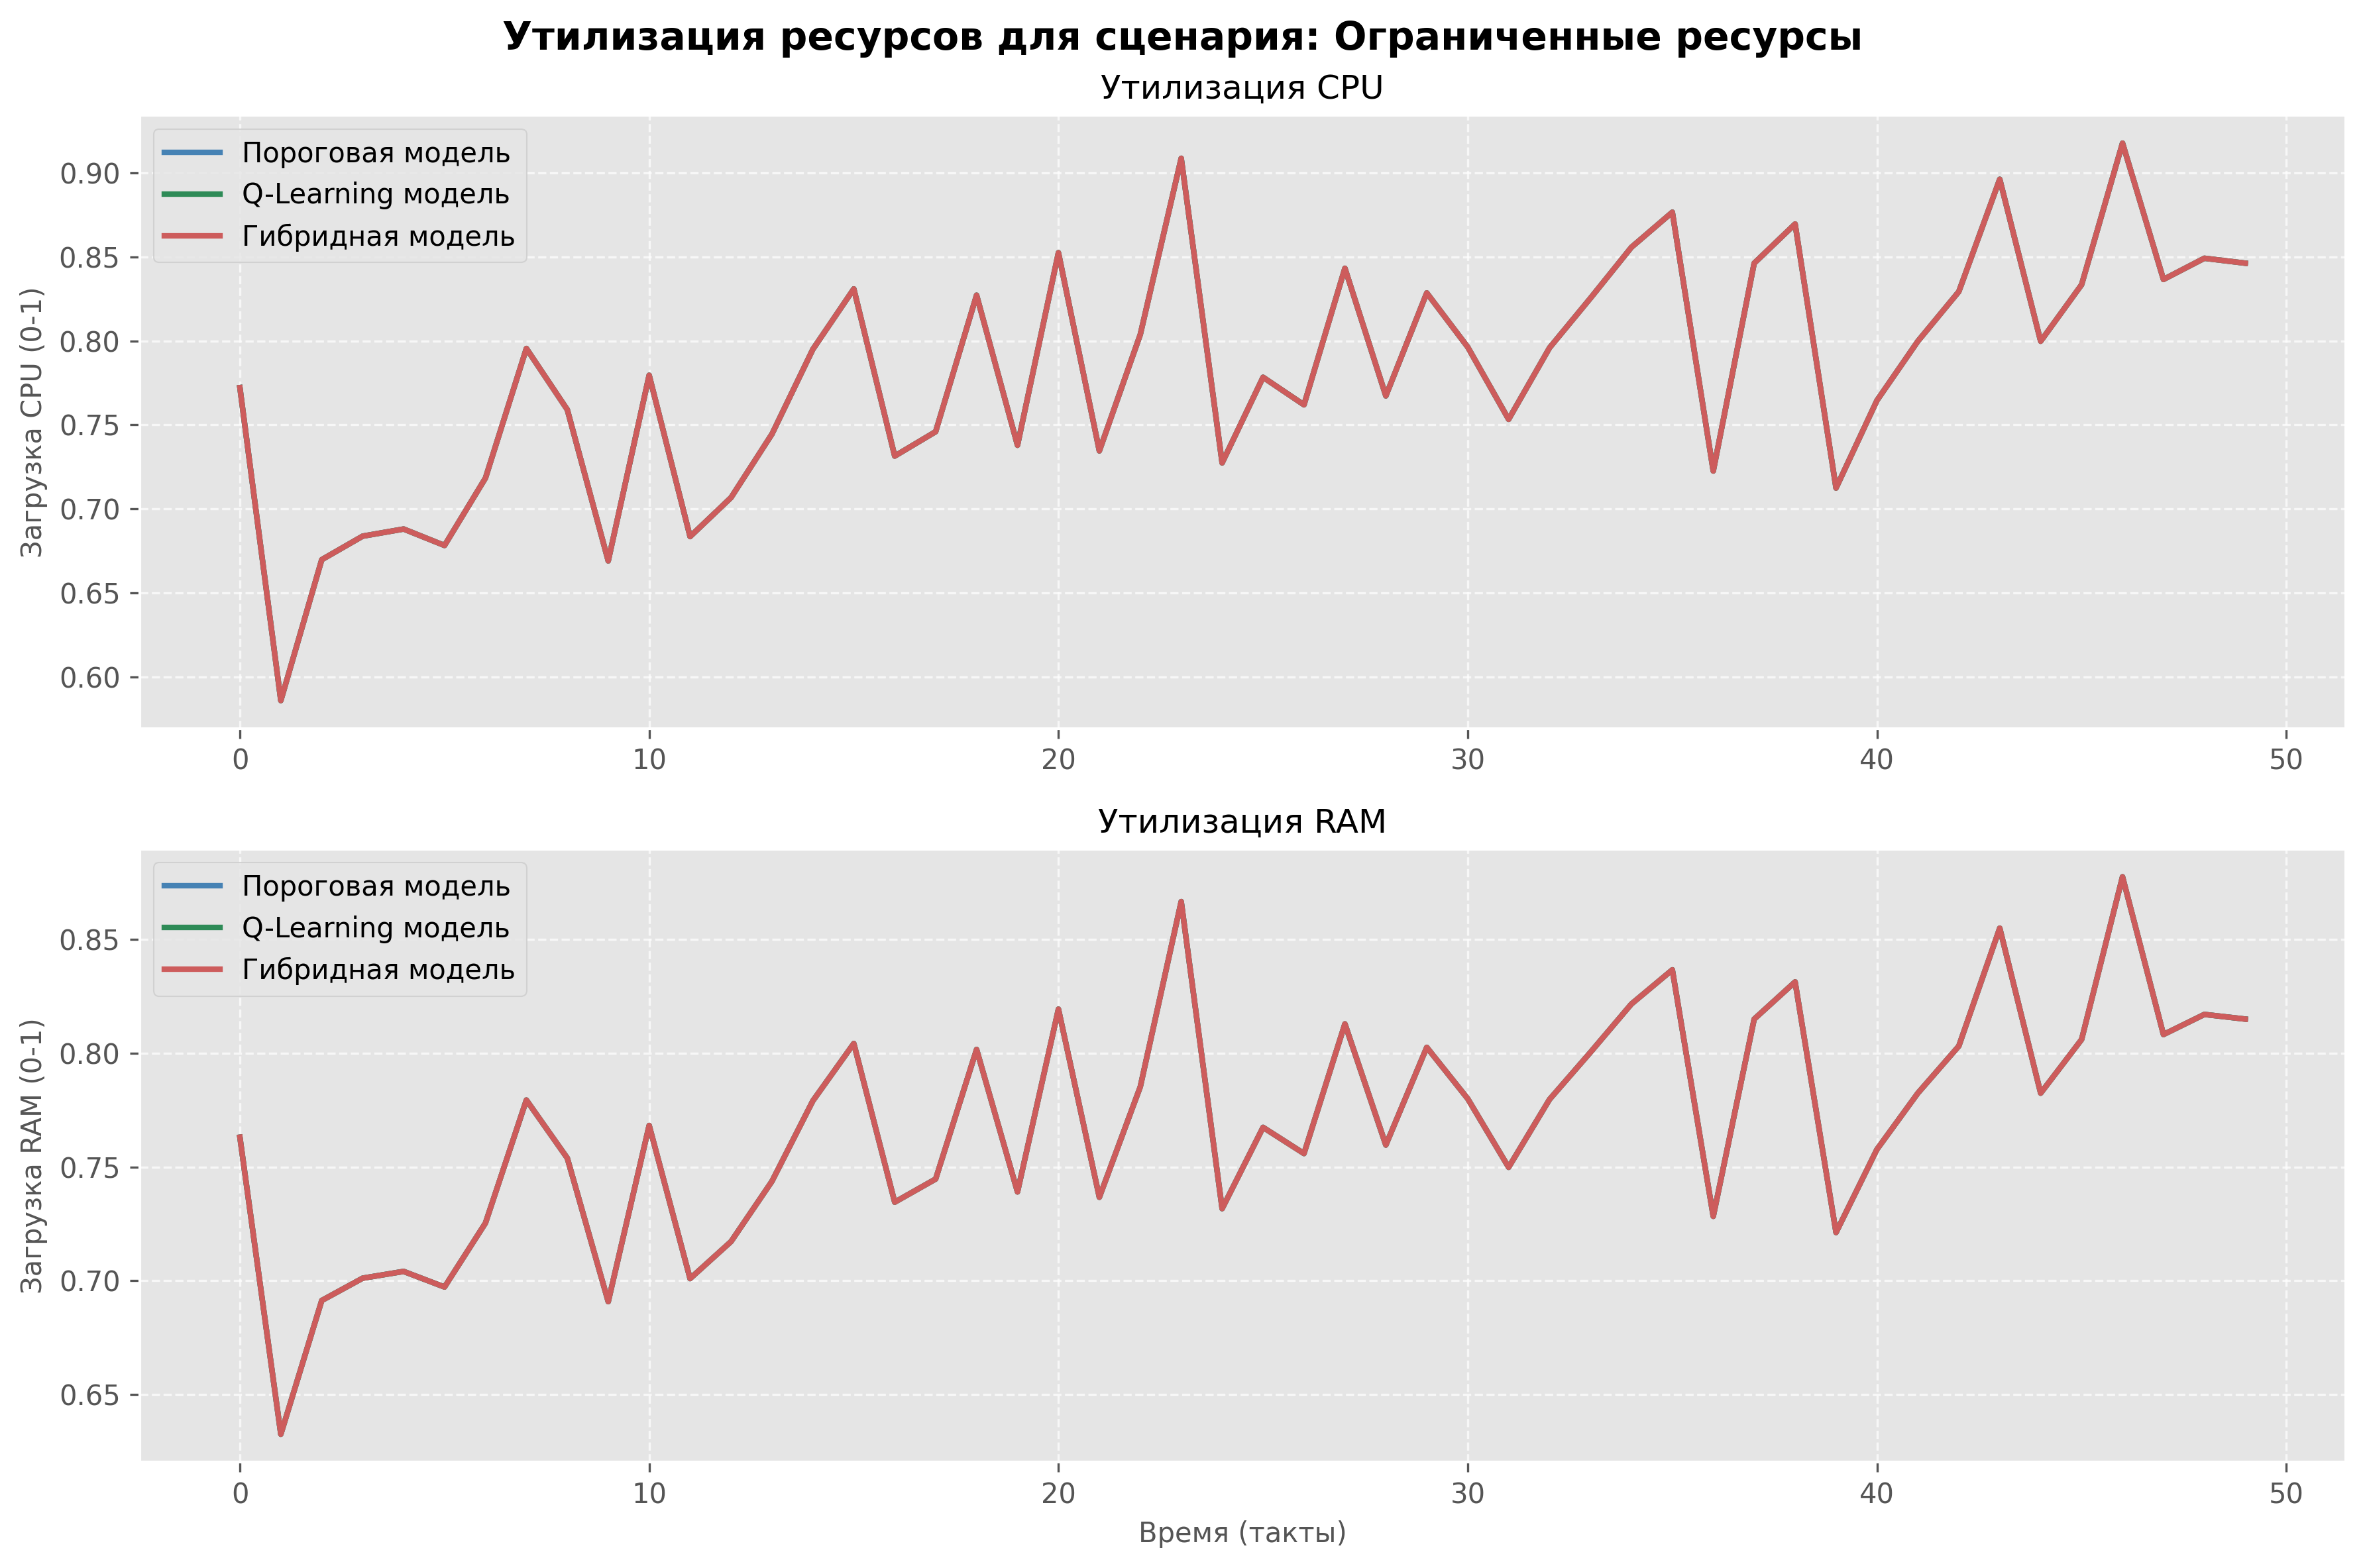 Утилизация ресурсов для сценария: Ограниченные ресурсы
Утилизация CPU
Пороговая модель
Q-Learning модель
Гибридная модель
Загрузка CPU (0-1)
0.90
0.85
0.80
0.75
0.70
0.65
0.60
0 10 20 30 40 50
Утилизация RAM
Пороговая модель
Q-Learning модель
Гибридная модель
Загрузка RAM (0-1)
0.85
0.80
0.75
0.70
0.65
0 10 20 30 40 50
Время (такты)